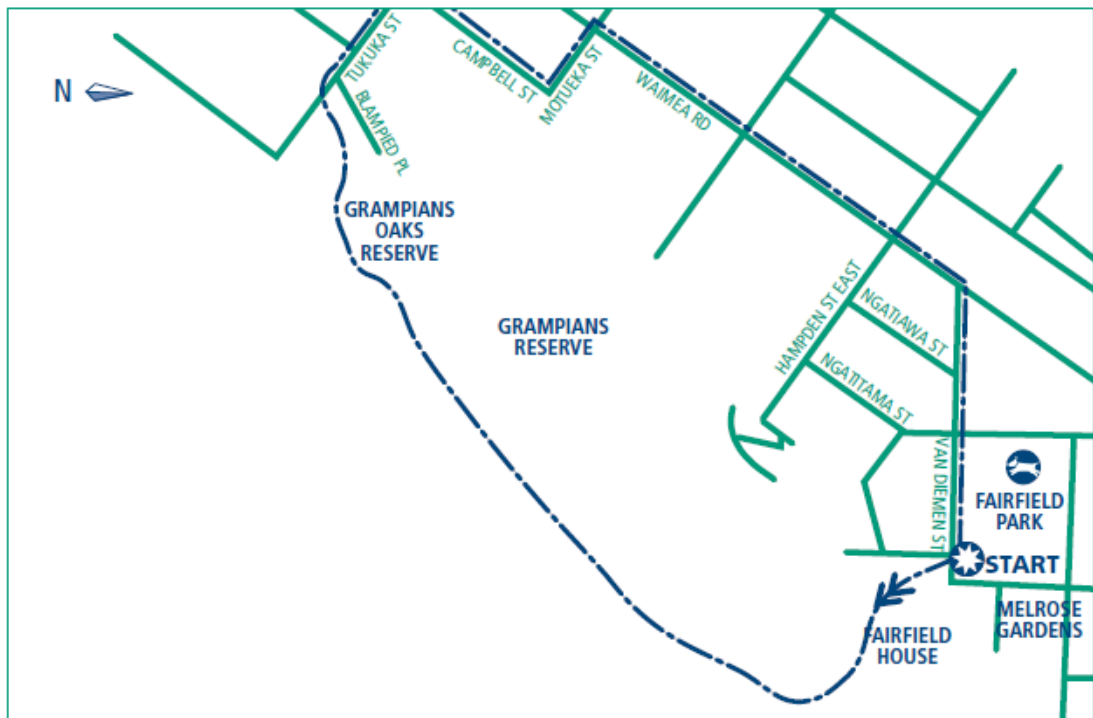 N
TUKUKA ST
BLAMPIED PL
CAMPBELL ST
MOTUEKA ST
WAIMEA RD
GRAMPIANS
OAKS
RESERVE
GRAMPIANS
RESERVE
HAMPDEN ST EAST
NGATIAWA ST
NGATITAMA ST
VAN DIEMEN ST
FAIRFIELD
PARK
START
MELROSE
GARDENS
FAIRFIELD
HOUSE